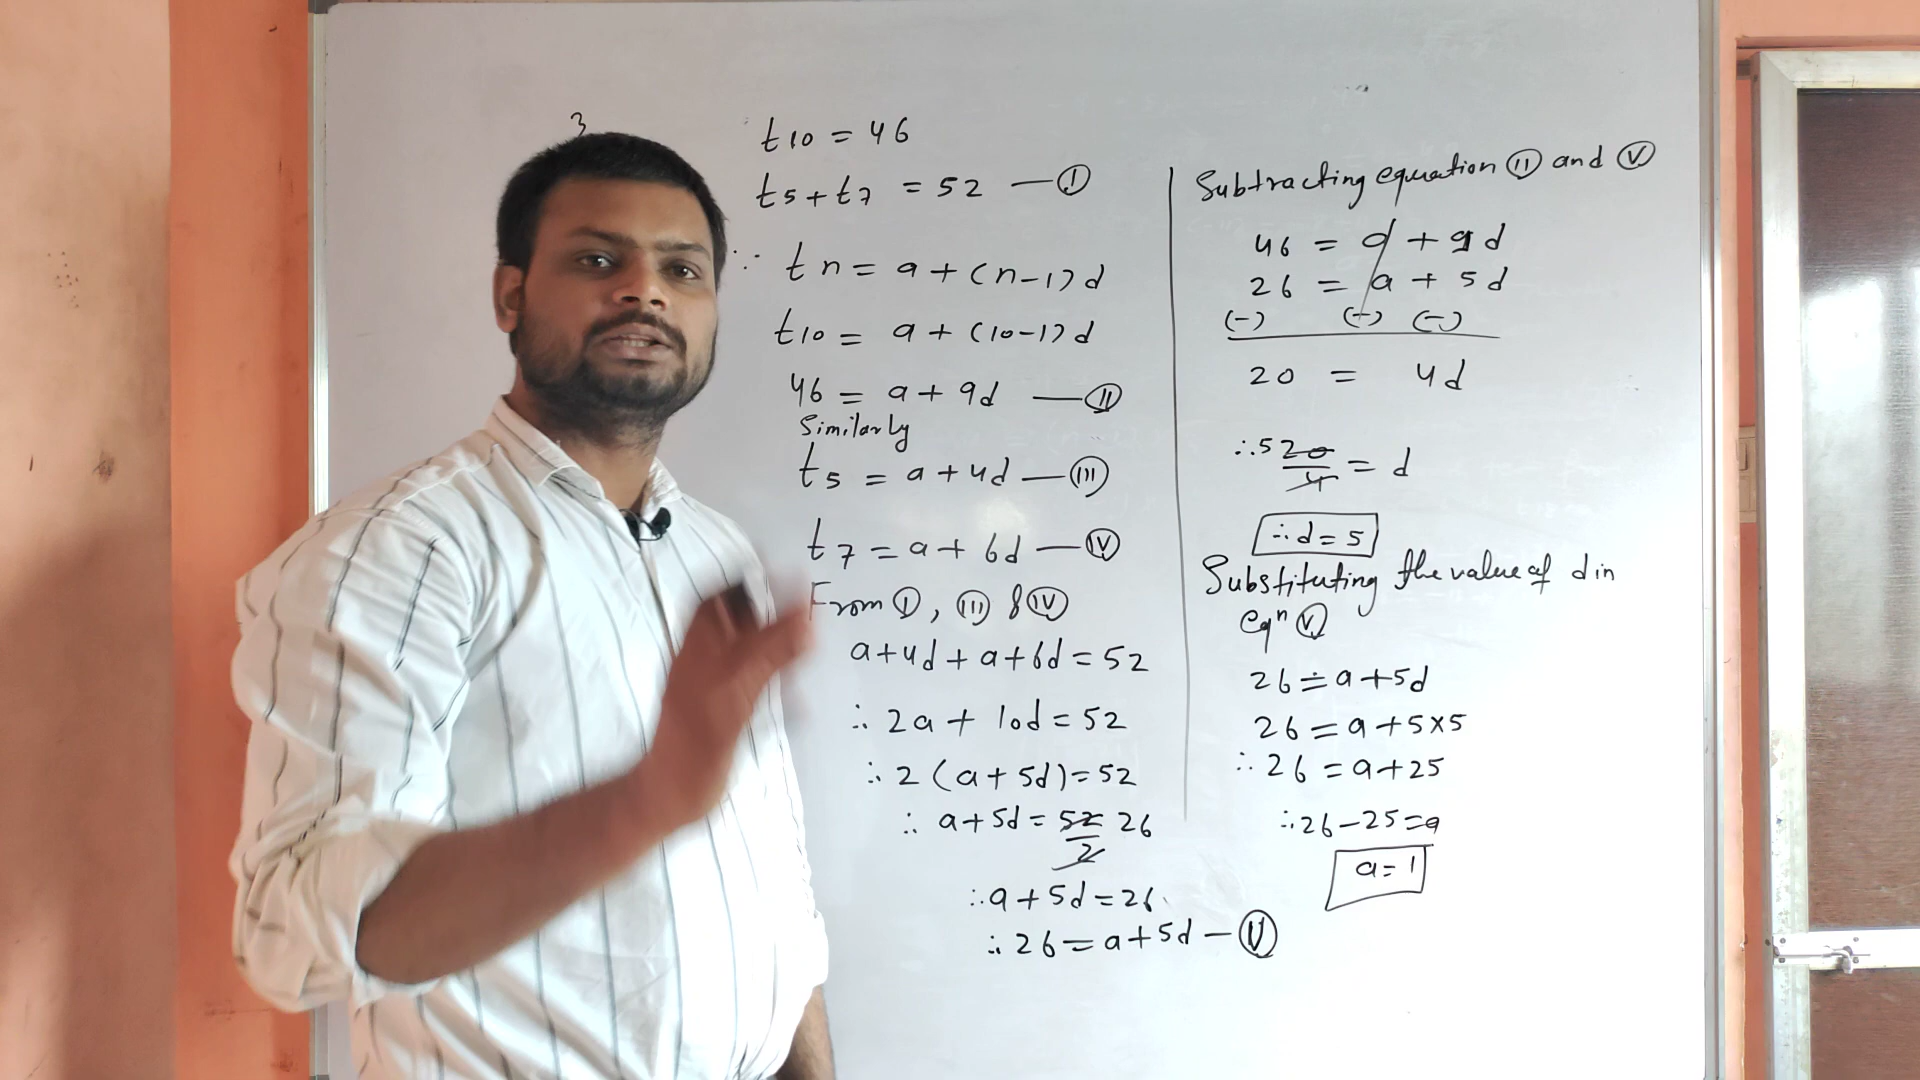 3
t10 = 46
t5 + t7 = 52 — (I)
∵ tn = a + (n-1)d
t10 = a + (10-1)d
46 = a + 9d — (II)
Similarly
t5 = a + 4d — (III)
t7 = a + 6d — (IV)
From (I), (III) & (IV)
a+4d + a+6d = 52
∴ 2a + 10d = 52
∴ 2(a+5d) = 52
∴ a+5d = 52/2 26
∴ a+5d = 26
∴ 26 = a+5d — (V)
Subtracting equation (II) and (V)
46 = a + 9d
26 = a + 5d
(-) (-) (-)
20 = 4d
∴ 5 20/4 = d
∴ d = 5
Substituting the value of d in
eqn (V)
26 = a+5d
26 = a+5×5
∴ 26 = a+25
∴ 26-25=a
a = 1